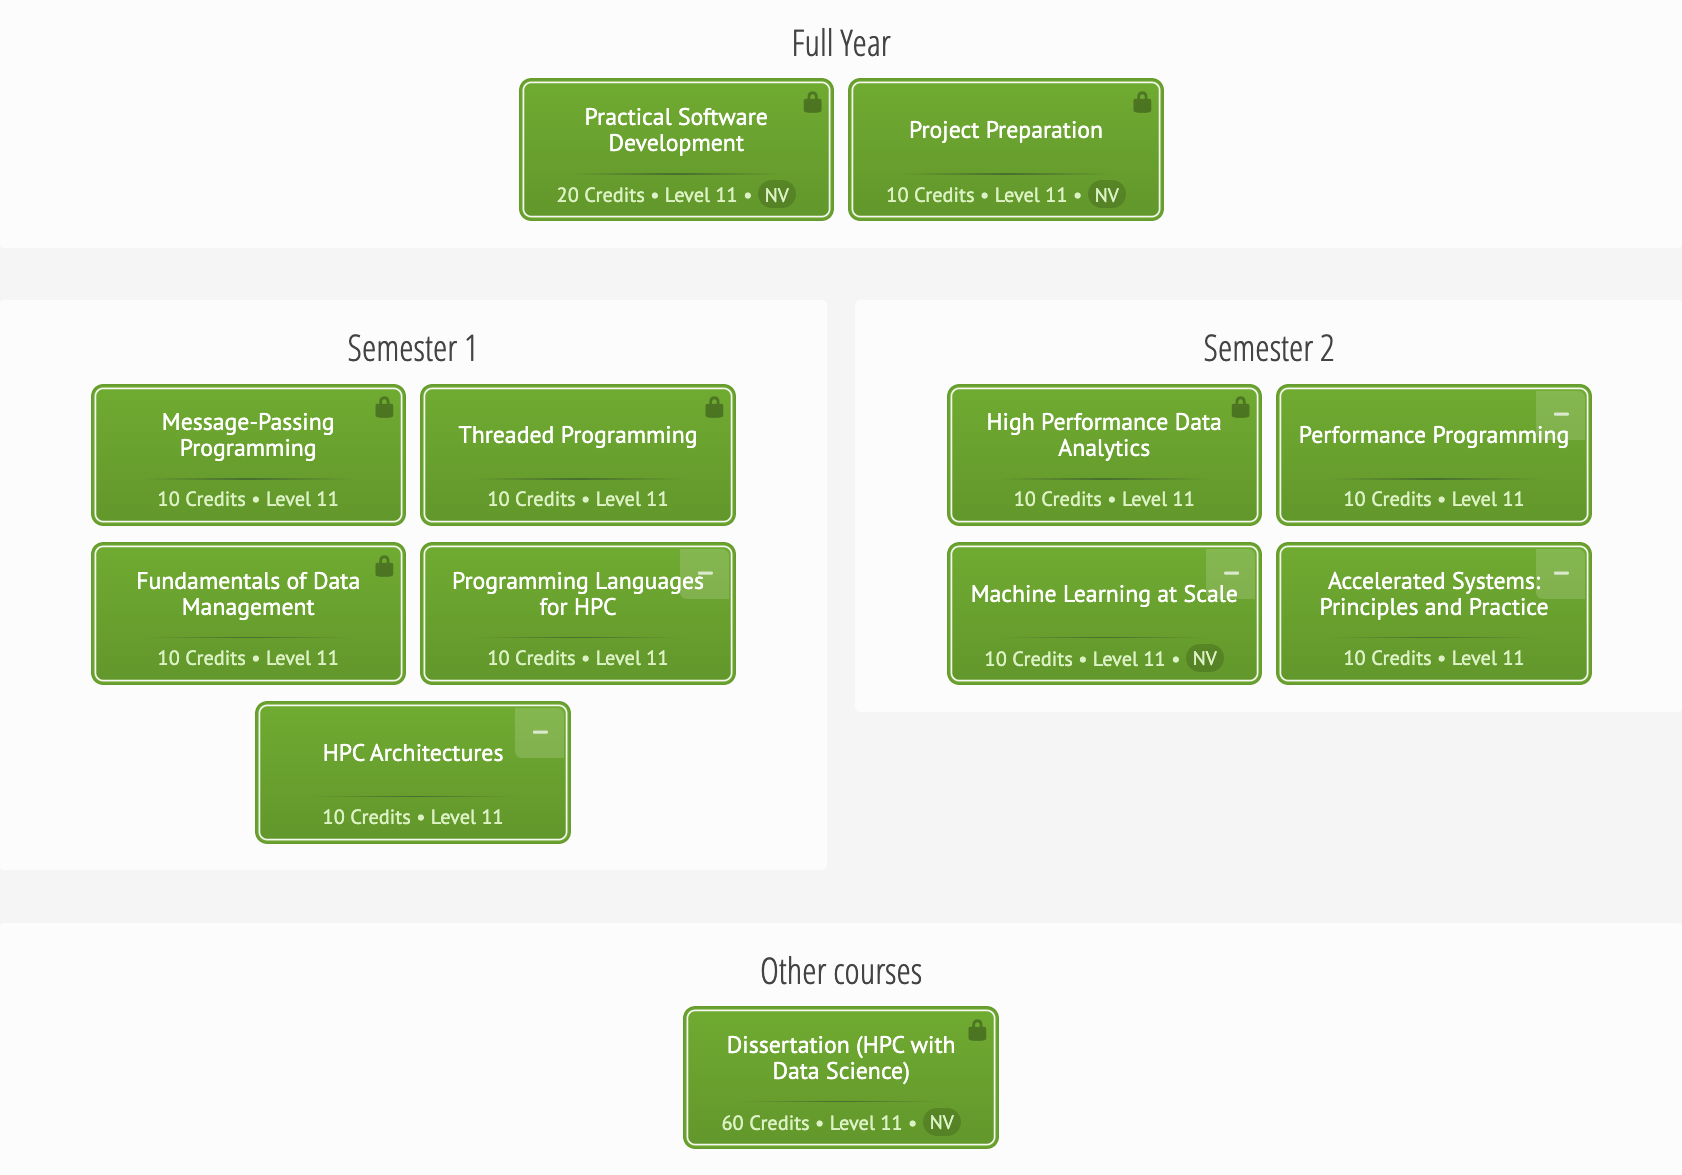 Full Year
Practical Software
Development
20 Credits • Level 11 • NV
Project Preparation
10 Credits • Level 11 • NV
Semester 1
Message-Passing
Programming
10 Credits • Level 11
Threaded Programming
10 Credits • Level 11
Fundamentals of Data
Management
10 Credits • Level 11
Programming Languages
for HPC
10 Credits • Level 11
HPC Architectures
10 Credits • Level 11
Semester 2
High Performance Data
Analytics
10 Credits • Level 11
Performance Programming
10 Credits • Level 11
Machine Learning at Scale
10 Credits • Level 11 • NV
Accelerated Systems:
Principles and Practice
10 Credits • Level 11
Other courses
Dissertation (HPC with
Data Science)
60 Credits • Level 11 • NV